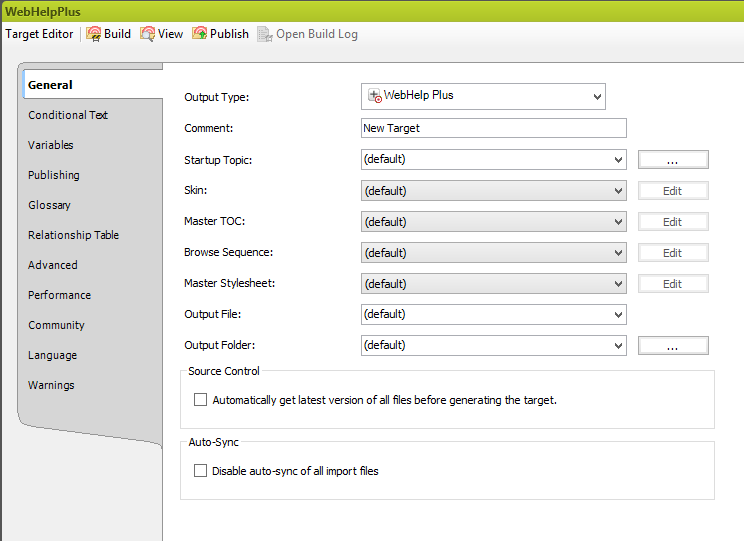 WebHelpPlus
Target Editor Build View Publish Open Build Log
General
Conditional Text
Variables
Publishing
Glossary
Relationship Table
Advanced
Performance
Community
Language
Warnings
Output Type: WebHelp Plus
Comment: New Target
Startup Topic: (default) ...
Skin: (default) Edit
Master TOC: (default) Edit
Browse Sequence: (default) Edit
Master Stylesheet: (default) Edit
Output File: (default)
Output Folder: (default) ...
Source Control
Automatically get latest version of all files before generating the target.
Auto-Sync
Disable auto-sync of all import files